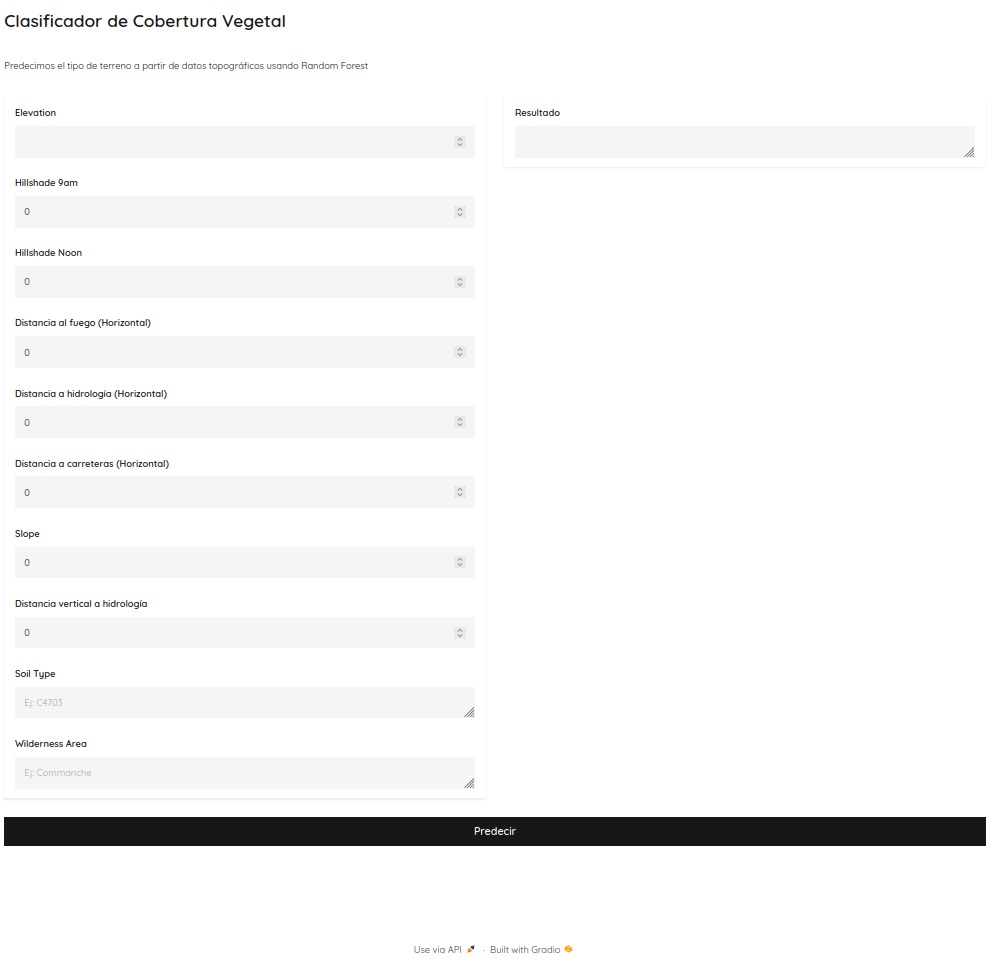 Clasificador de Cobertura Vegetal
Predecimos el tipo de terreno a partir de datos topográficos usando Random Forest
Elevation
Hillshade 9am
0
Hillshade Noon
0
Distancia al fuego (Horizontal)
0
Distancia a hidrología (Horizontal)
0
Distancia a carreteras (Horizontal)
0
Slope
0
Distancia vertical a hidrología
0
Soil Type
Ej: C4703
Wilderness Area
Ej: Commanche
Resultado
Predecir
Use via API · Built with Gradio